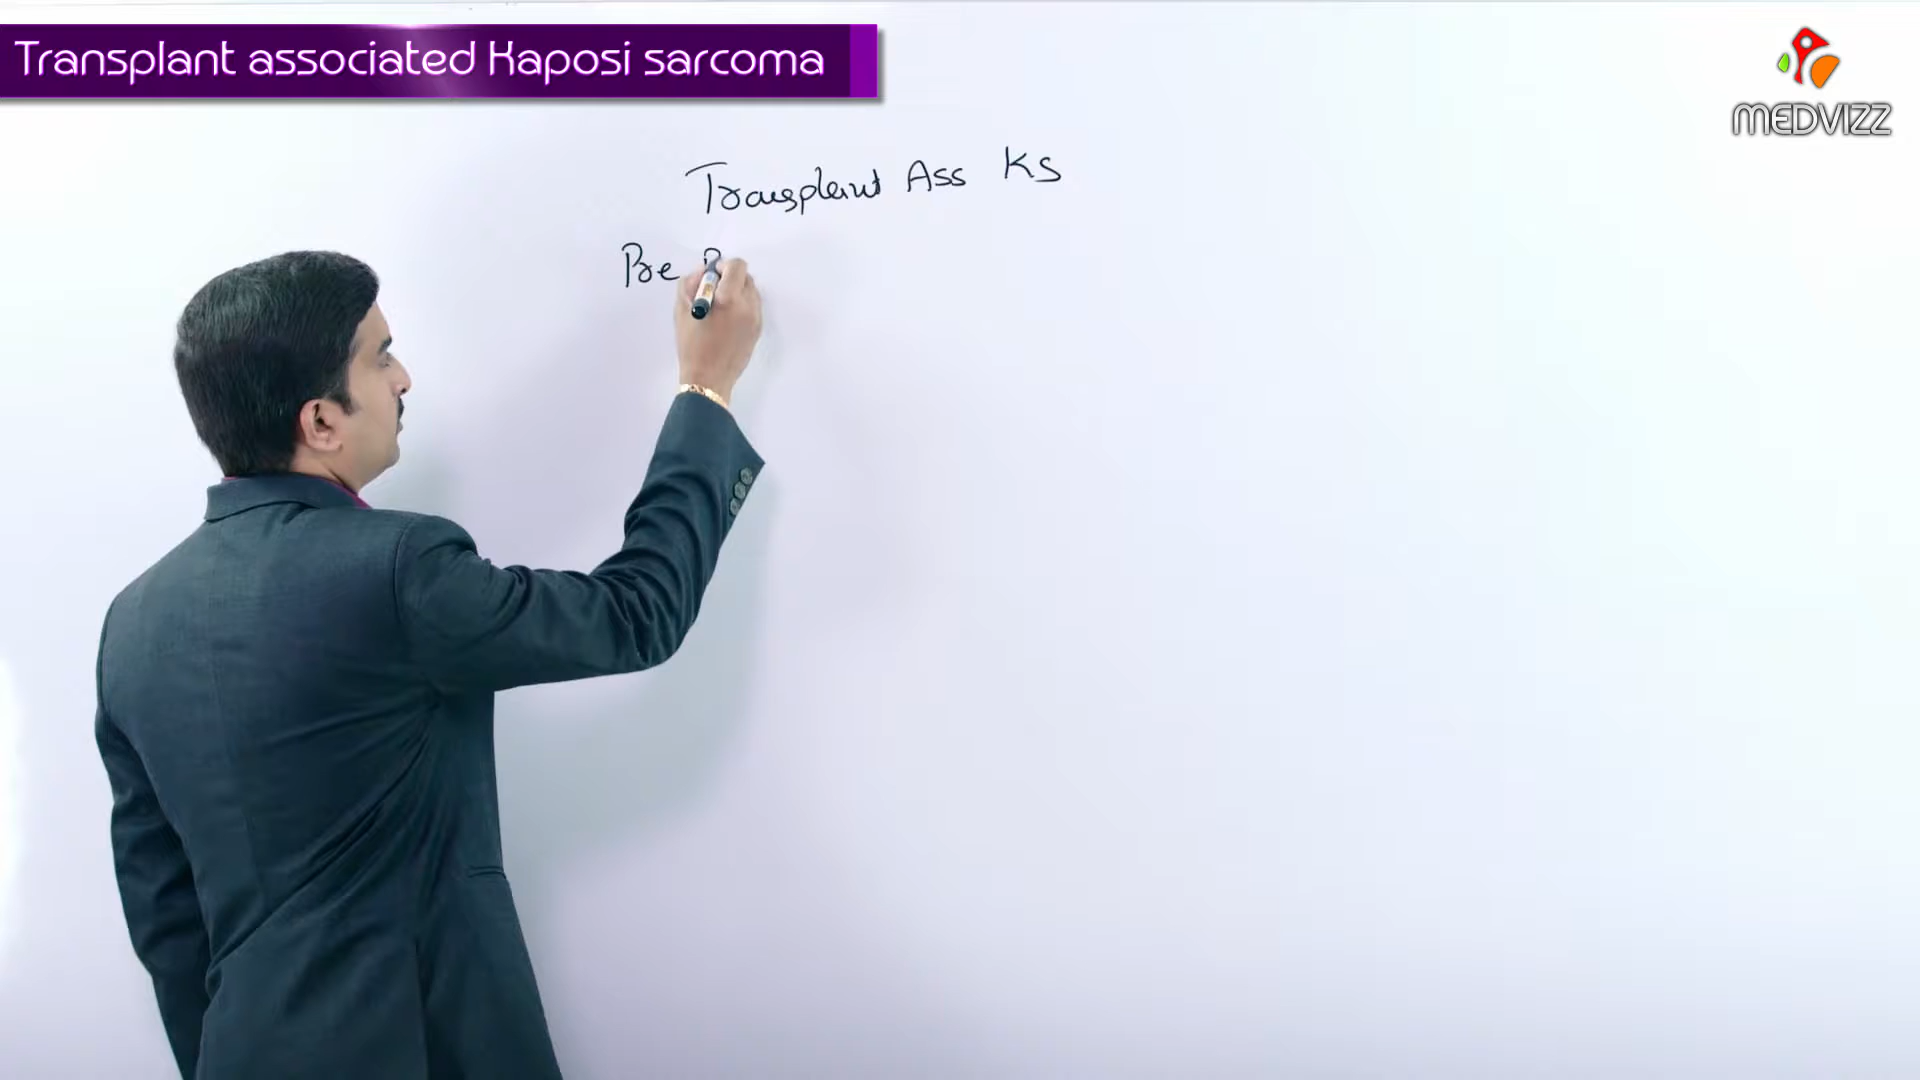 Transplant associated Kaposi sarcoma
MEDVIZZ
Transplant Ass KS
Pre